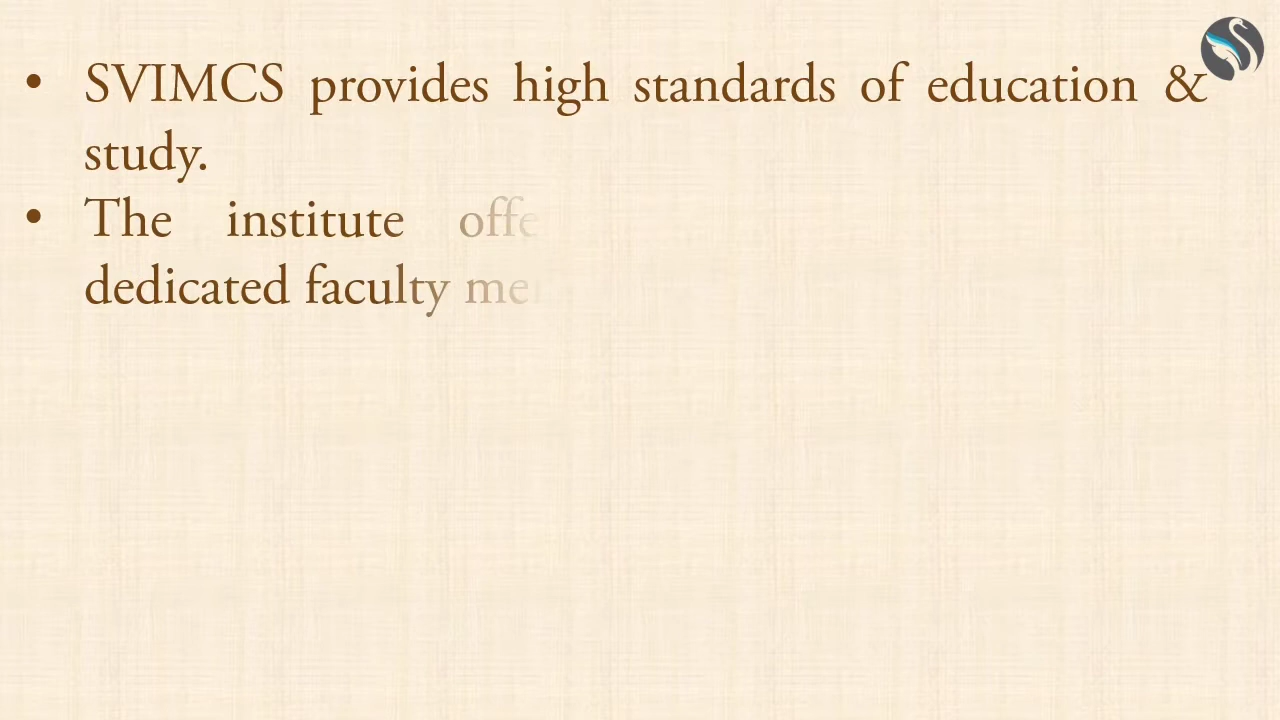 • SVIMCS provides high standards of education &
study.
• The institute
dedicated faculty